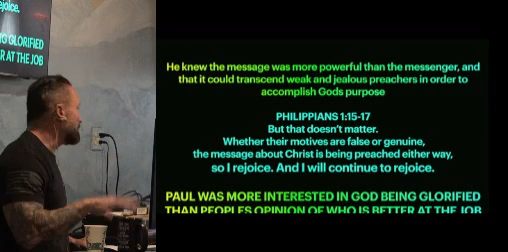 joice.
rejoice.
NG GLORIFIED
ER AT THE JOB
He knew the message was more powerful than the messenger, and
that it could transcend weak and jealous preachers in order to
accomplish Gods purpose
PHILIPPIANS 1:15-17
But that doesn't matter.
Whether their motives are false or genuine,
the message about Christ is being preached either way,
so I rejoice. And I will continue to rejoice.
PAUL WAS MORE INTERESTED IN GOD BEING GLORIFIED
THAN PEOPLES OPINION OF WHO IS BETTER AT THE JOB